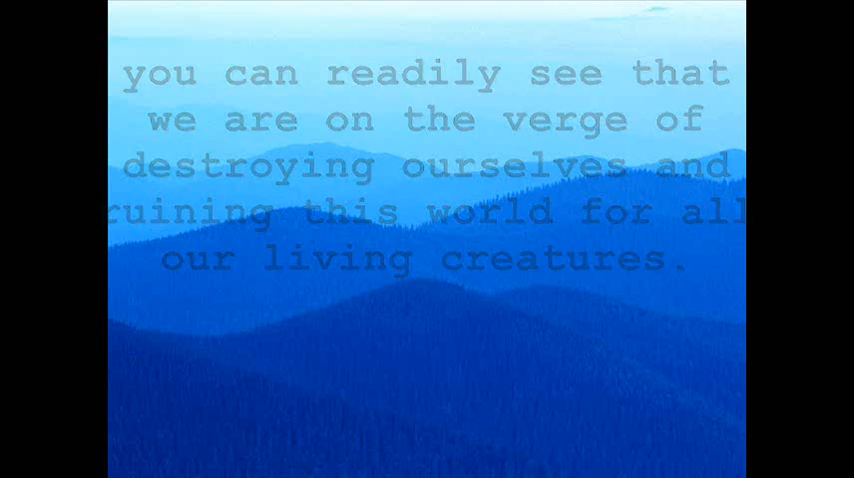 you can readily see that
we are on the verge of
destroying ourselves and
ruining this world for all
our living creatures.